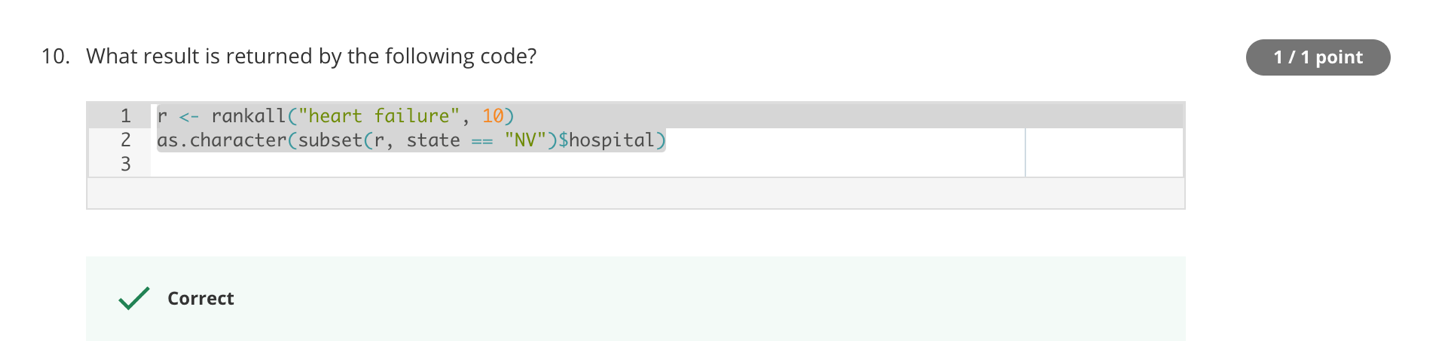 10. What result is returned by the following code?
1 / 1 point
1 r <- rankall("heart failure", 10)
2 as.character(subset(r, state == "NV")$hospital)
3
Correct